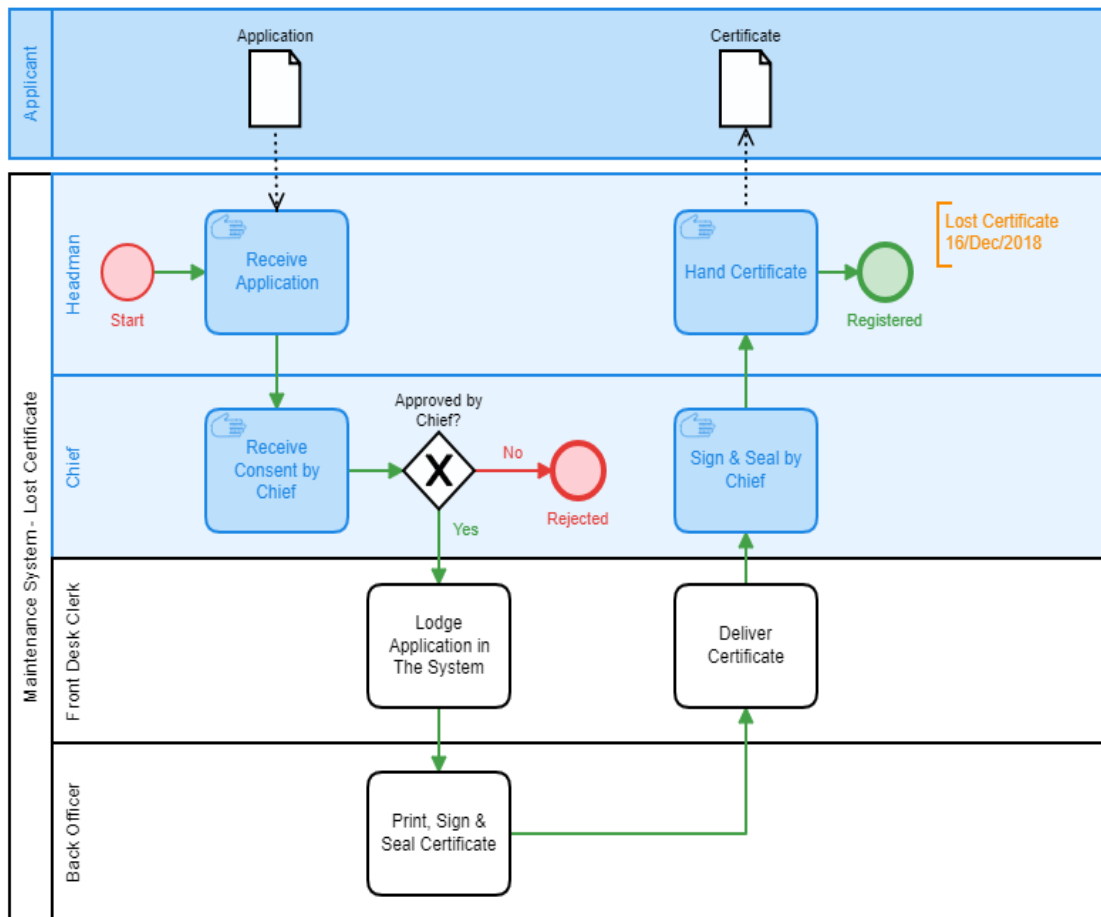 Applicant
Application
Certificate
Maintenance System - Lost Certificate
Headman
Start
Receive
Application
Hand Certificate
Registered
Lost Certificate
16/Dec/2018
Chief
Receive
Consent by
Chief
Approved by
Chief?
No
Rejected
Yes
Sign & Seal by
Chief
Front Desk Clerk
Lodge
Application in
The System
Deliver
Certificate
Back Officer
Print, Sign &
Seal Certificate